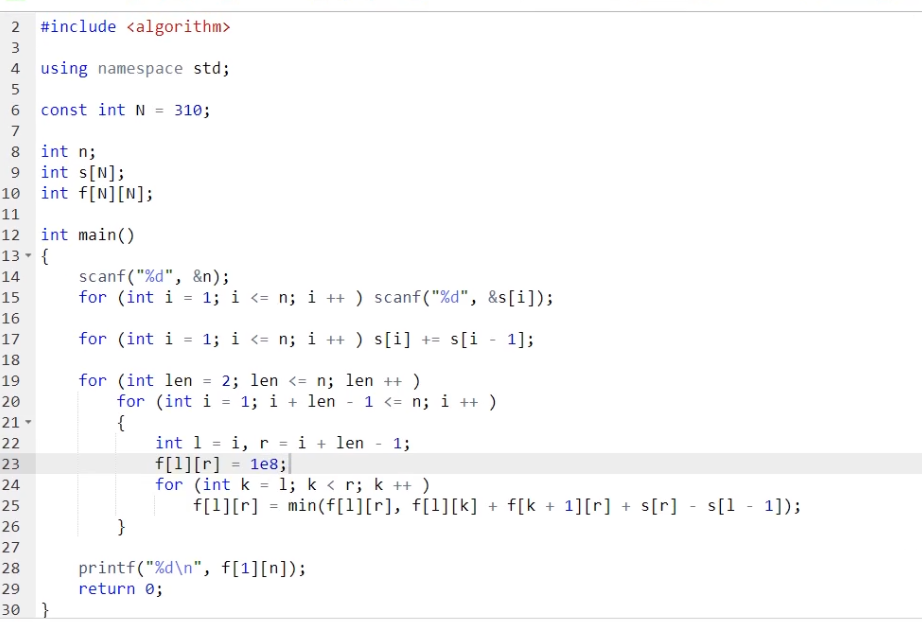 2 #include <algorithm>
3
4 using namespace std;
5
6 const int N = 310;
7
8 int n;
9 int s[N];
10 int f[N][N];
11
12 int main()
13 {
14     scanf("%d", &n);
15     for (int i = 1; i <= n; i ++ ) scanf("%d", &s[i]);
16
17     for (int i = 1; i <= n; i ++ ) s[i] += s[i - 1];
18
19     for (int len = 2; len <= n; len ++ )
20         for (int i = 1; i + len - 1 <= n; i ++ )
21         {
22             int l = i, r = i + len - 1;
23             f[l][r] = 1e8;
24             for (int k = l; k < r; k ++ )
25                 f[l][r] = min(f[l][r], f[l][k] + f[k + 1][r] + s[r] - s[l - 1]);
26         }
27
28     printf("%d\n", f[1][n]);
29     return 0;
30 }